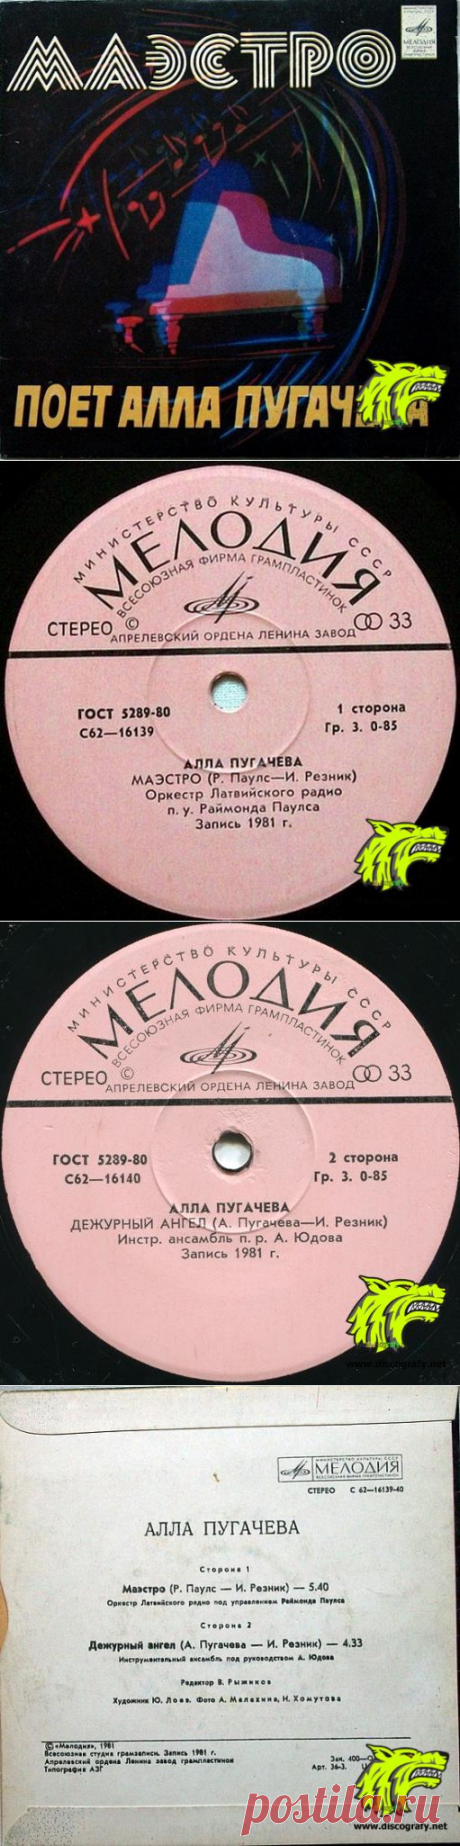 МАЭСТРО
МЕЛОДИЯ
ПОЕТ АЛЛА
МИНИСТЕРСТВО КУЛЬТУРЫ СССР
МЕЛОДИЯ
ВСЕСОЮЗНАЯ ФИРМА ГРАМПЛАСТИНОК
СТЕРЕО © 33
АПРЕЛЕВСКИЙ ОРДЕНА ЛЕНИНА ЗАВОД
ГОСТ 5289-80 1 сторона
С62—16139 Гр. 3. 0-85
АЛЛА ПУГАЧЕВА
МАЭСТРО (Р. Паулс—И. Резник)
Оркестр Латвийского радио
п. у. Раймонда Паулса
Запись 1981 г.
МИНИСТЕРСТВО КУЛЬТУРЫ СССР
МЕЛОДИЯ
ВСЕСОЮЗНАЯ ФИРМА ГРАМПЛАСТИНОК
СТЕРЕО © 33
АПРЕЛЕВСКИЙ ОРДЕНА ЛЕНИНА ЗАВОД
ГОСТ 5289-80 2 сторона
С62—16140 Гр. 3. 0-85
АЛЛА ПУГАЧЕВА
ДЕЖУРНЫЙ АНГЕЛ (А. Пугачева—И. Резник)
Инстр. ансамбль п. р. А. Юдова
Запись 1981 г.
www.discografy.net
МИНИСТЕРСТВО КУЛЬТУРЫ СССР
МЕЛОДИЯ
ВСЕСОЮЗНАЯ ФИРМА ГРАМПЛАСТИНОК
СТЕРЕО С 62—16139-40
АЛЛА ПУГАЧЕВА
Сторона 1
Маэстро (Р. Паулс — И. Резник) — 5.40
Оркестр Латвийского радио под управлением Раймонда Паулса
Сторона 2
Дежурный ангел (А. Пугачева — И. Резник) — 4.33
Инструментальный ансамбль под руководством А. Юдова
Редактор В. Рыжиков
Художник Ю. Лоев. Фото А. Малахина, Н. Хомутова
© «Мелодия», 1981
Всесоюзная студия грамзаписи. Запись 1981 г.
Апрелевский ордена Ленина завод грампластинок Зак. 400—
Типография АЗГ Арт. 36-3.
www.discografy.net
postila.ru